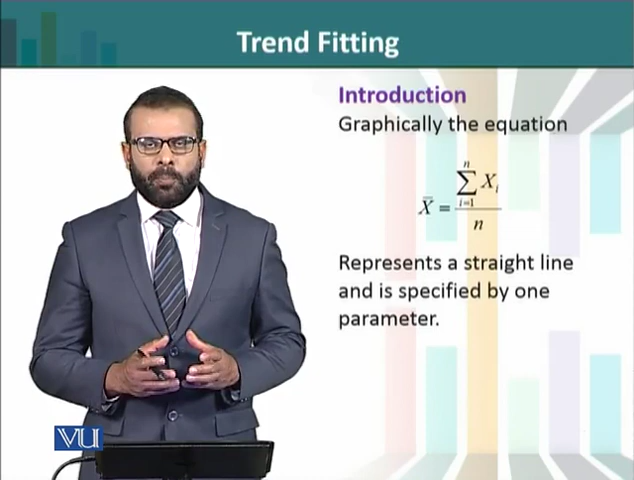 Trend Fitting
Introduction
Graphically the equation
X̄ = ∑_{i=1}^{n} X_i / n
Represents a straight line
and is specified by one
parameter.
VU